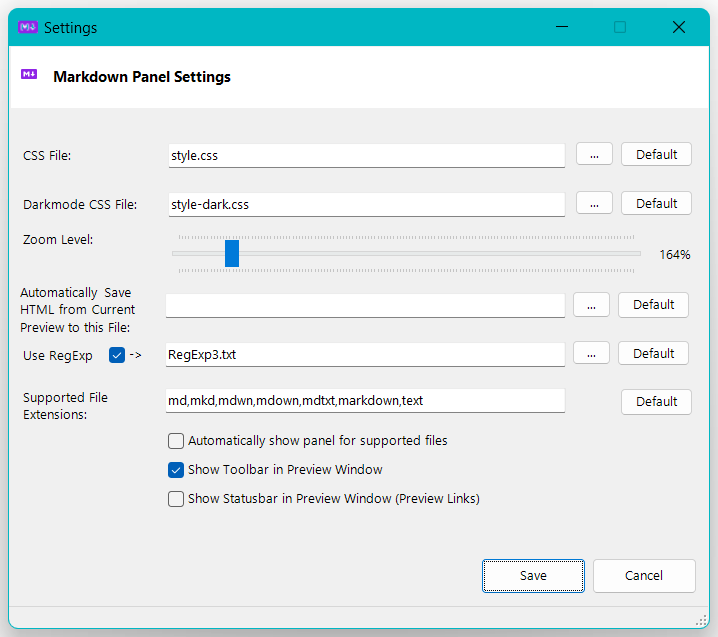 Settings
Markdown Panel Settings
CSS File: style.css ... Default
Darkmode CSS File: style-dark.css ... Default
Zoom Level: 164%
Automatically Save
HTML from Current
Preview to this File: ... Default
Use RegExp -> RegExp3.txt ... Default
Supported File
Extensions: md,mkd,mdwn,mdown,mdtxt,markdown,text Default
Automatically show panel for supported files
Show Toolbar in Preview Window
Show Statusbar in Preview Window (Preview Links)
Save Cancel